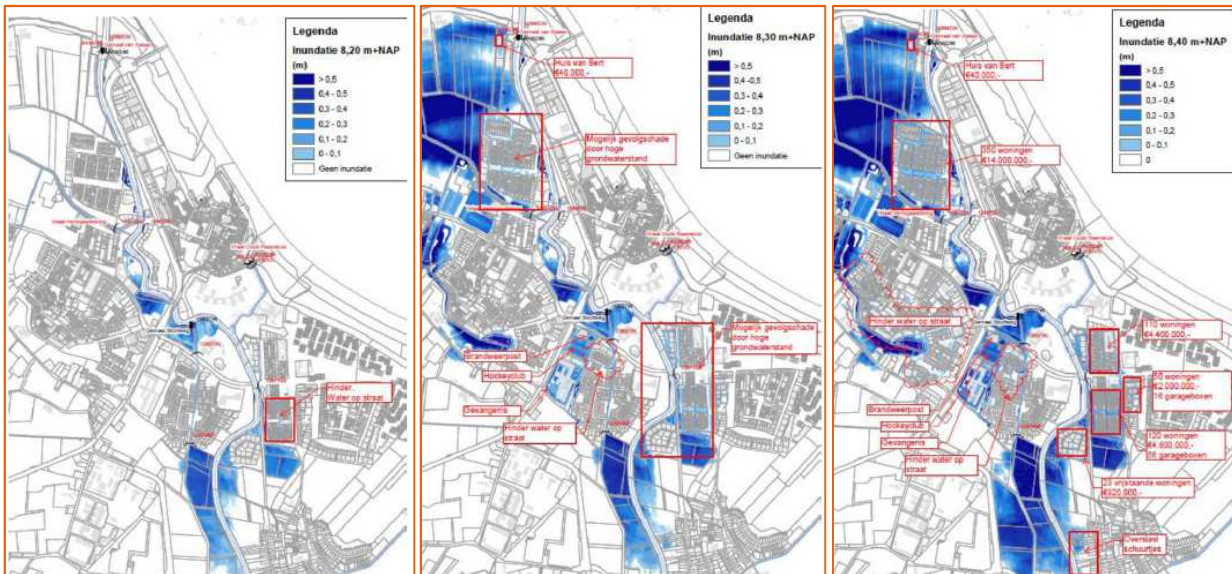 Legenda
Inundatie 8,20 m+NAP
(m)
> 0,5
0,4 - 0,5
0,3 - 0,4
0,2 - 0,3
0,1 - 0,2
0 - 0,1
Geen inundatie
Hinder.
Water op straat
Legenda
Inundatie 8,30 m+NAP
(m)
> 0,5
0,4 -0,5
0,3 - 0,4
0,2 - 0,3
0,1 - 0,2
0 - 0,1
Geen inundatie
Huis van Bert
€40.000,-
Mogelijk gevolgschade
door hoge
grondwaterstand
Mogelijk gevolgschade
door hoge
grondwaterstand
Brandweerpost
Hockeyclub
Gevangenis
Hinder water op
straat
Legenda
Inundatie 8,40 m+NAP
(m)
> 0,5
0,4 - 0,5
0,3 - 0,4
0,2 - 0,3
0,1 - 0,2
0 - 0,1
0
Huis van Bert
€40.000,-
350 woningen
€14.000.000,-
Hinder water op straat
110 woningen
€4.400.000,-
50 woningen
€2.000.000,-
16 garageboxen
Brandweerpost
Hockeyclub
Gevangenis
Hinder water op
straat
120 woningen
€4.800.000,-
56 garageboxen
23 vrijstaande woningen
€920.000,-
Overlast
schuurtjes